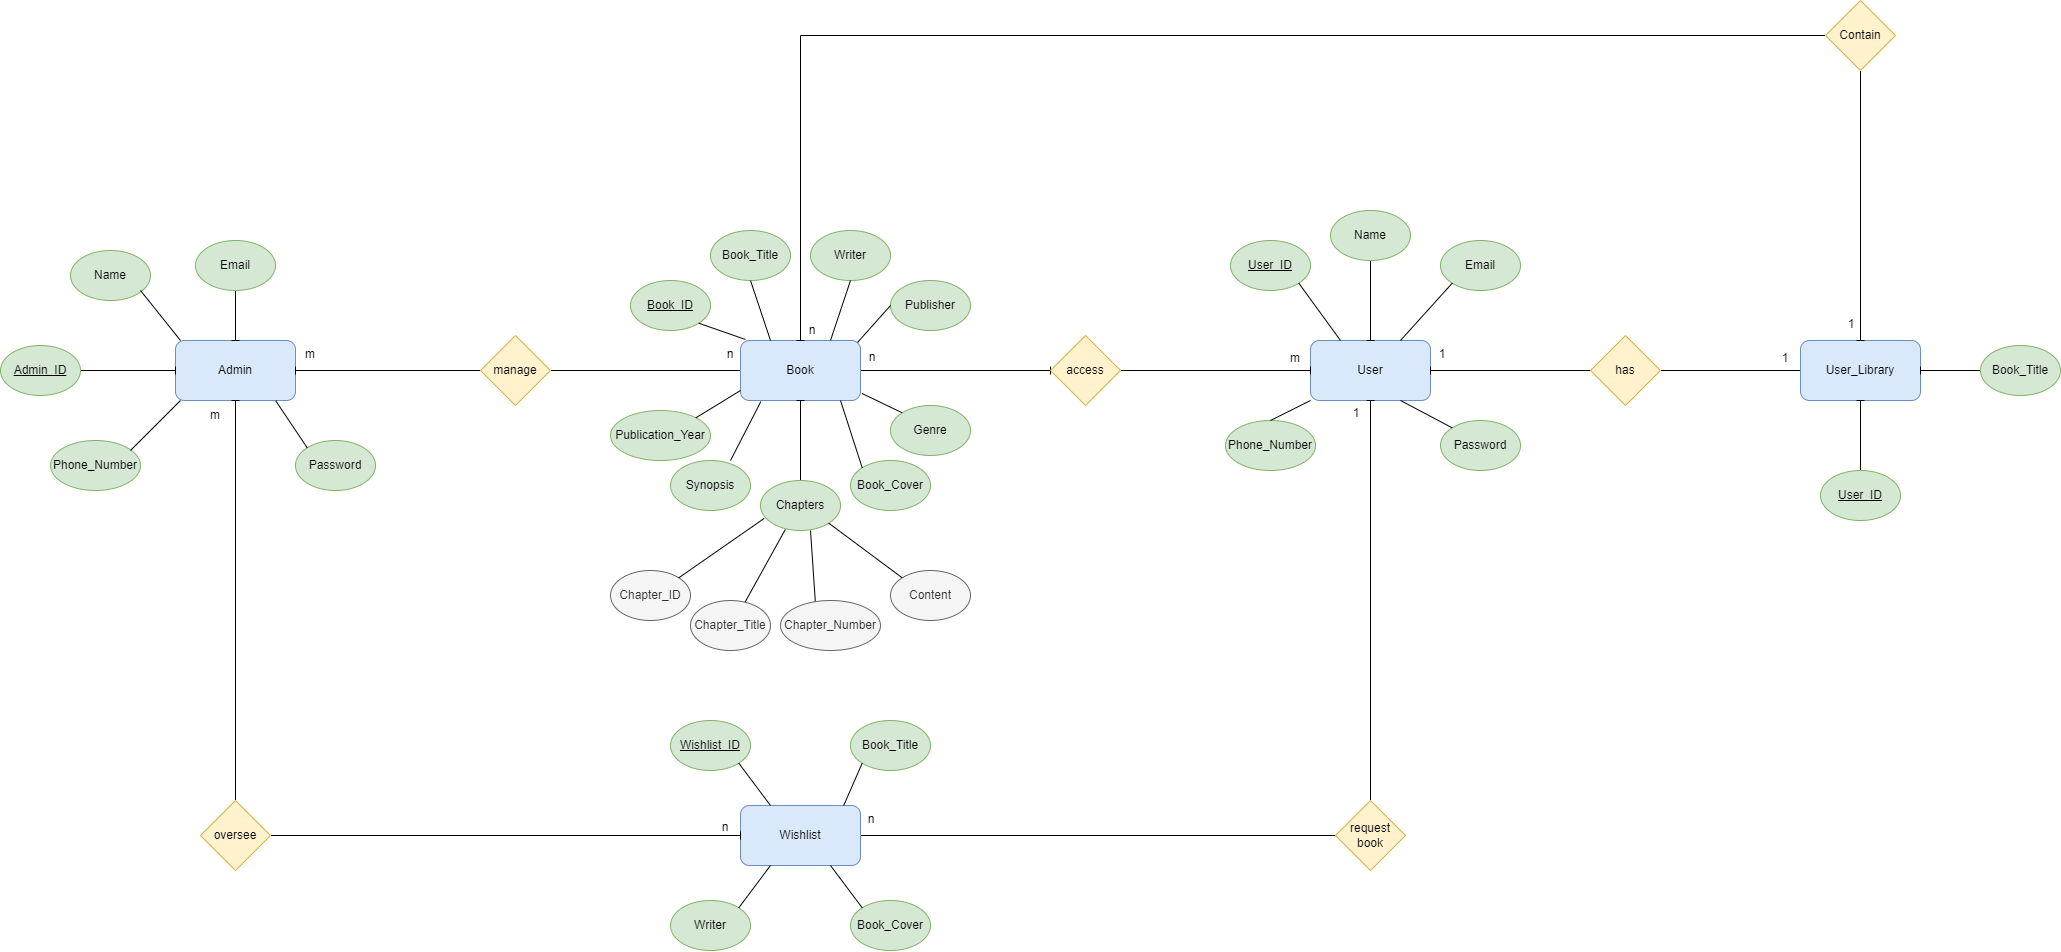 Contain
Name
Email
Admin_ID
Admin
m
m
Phone_Number
Password
manage
Book_Title
Writer
Book_ID
Publisher
n
n
Book
n
Publication_Year
Genre
Synopsis
Book_Cover
Chapters
Chapter_ID
Chapter_Title
Chapter_Number
Content
access
User_ID
Name
Email
m
User
1
1
Phone_Number
Password
has
1
1
User_Library
Book_Title
User_ID
oversee
n
Wishlist_ID
Book_Title
Wishlist
n
Writer
Book_Cover
request
book